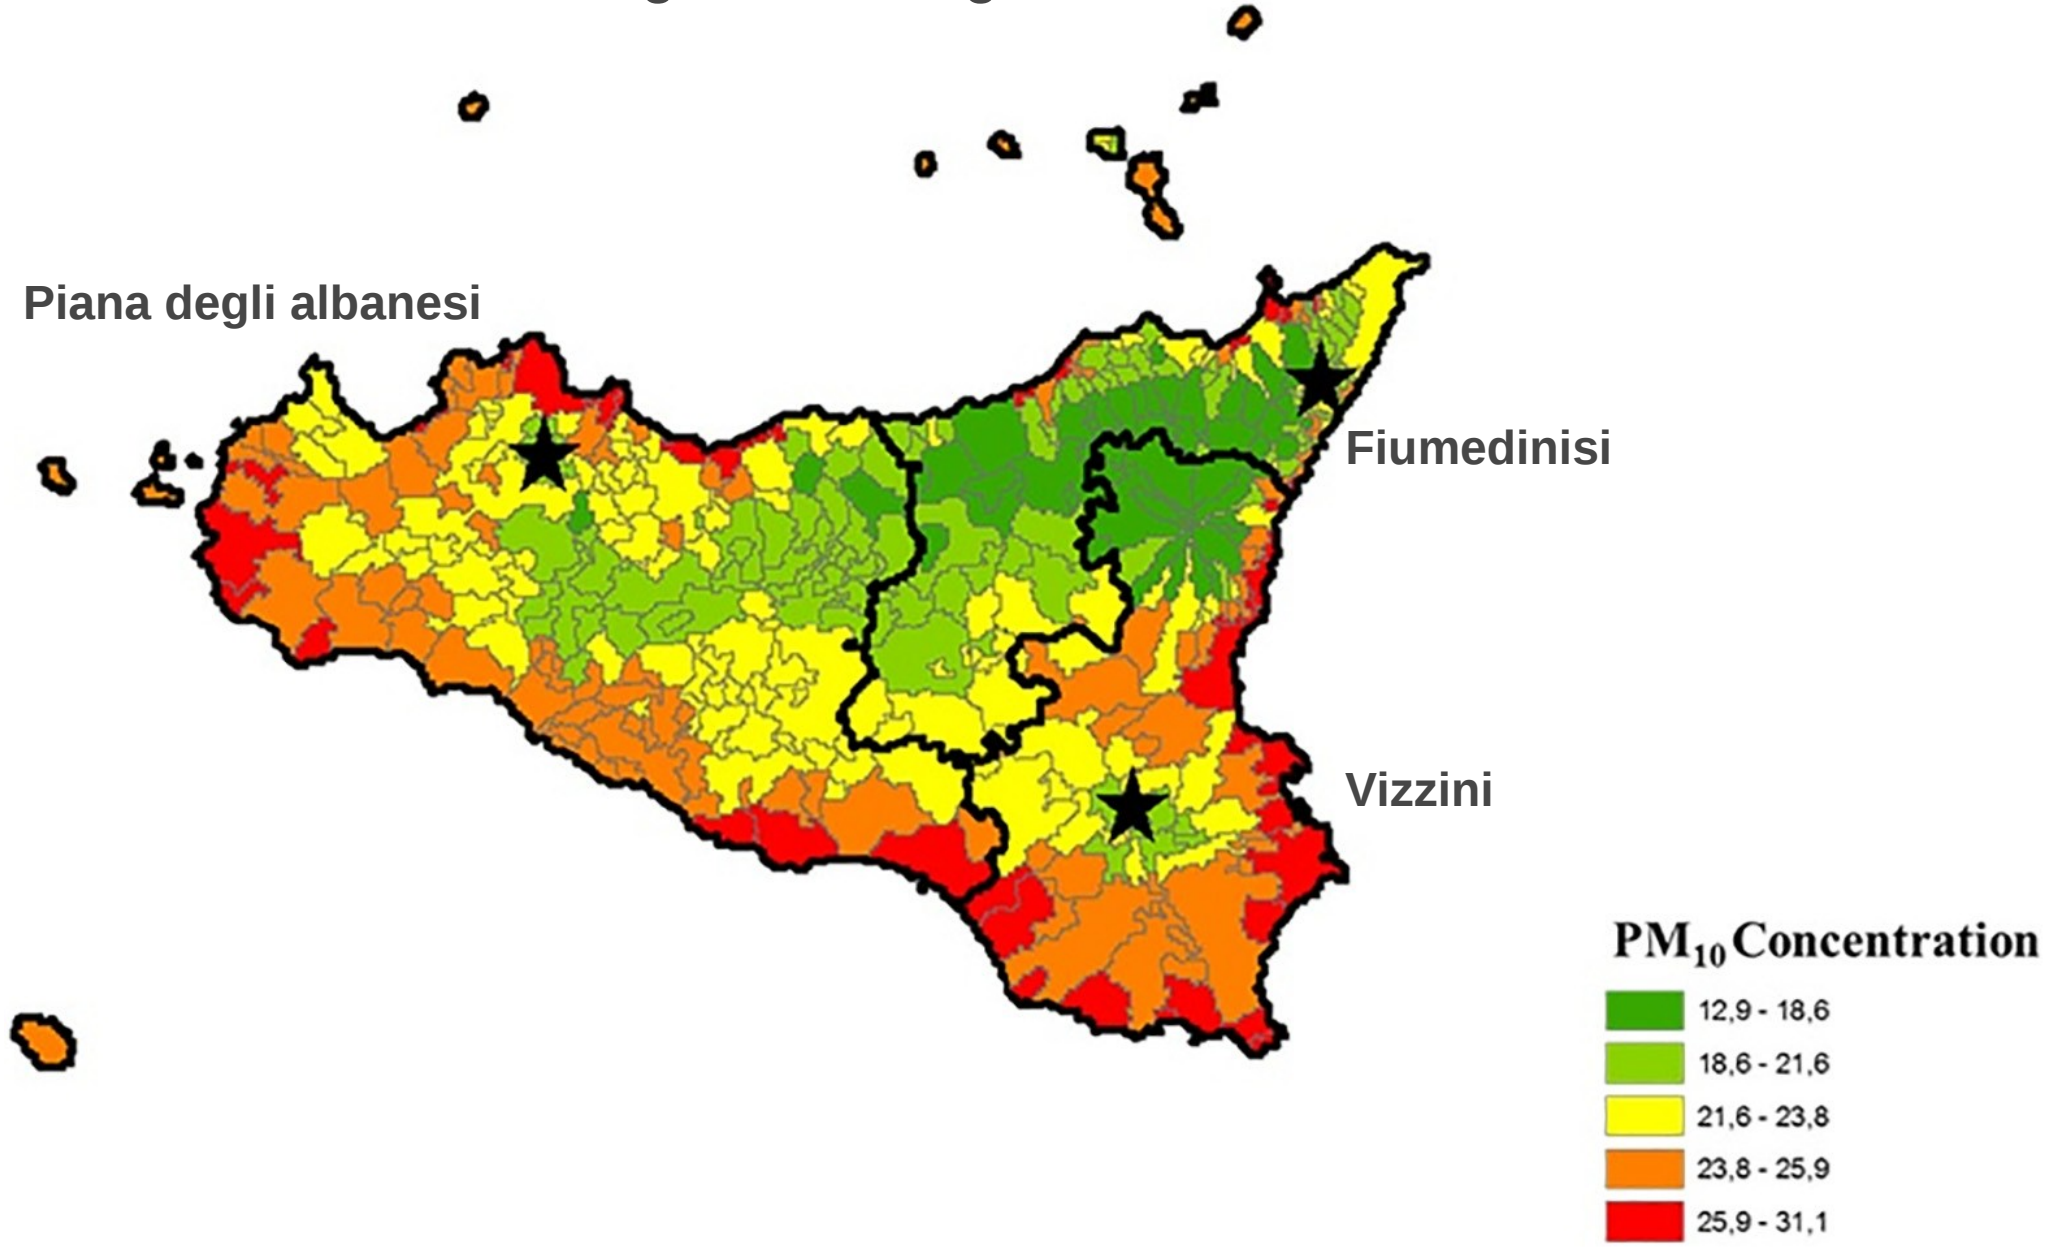 Piana degli albanesi
Fiumedinisi
Vizzini
PM₁₀ Concentration
12,9 - 18,6
18,6 - 21,6
21,6 - 23,8
23,8 - 25,9
25,9 - 31,1